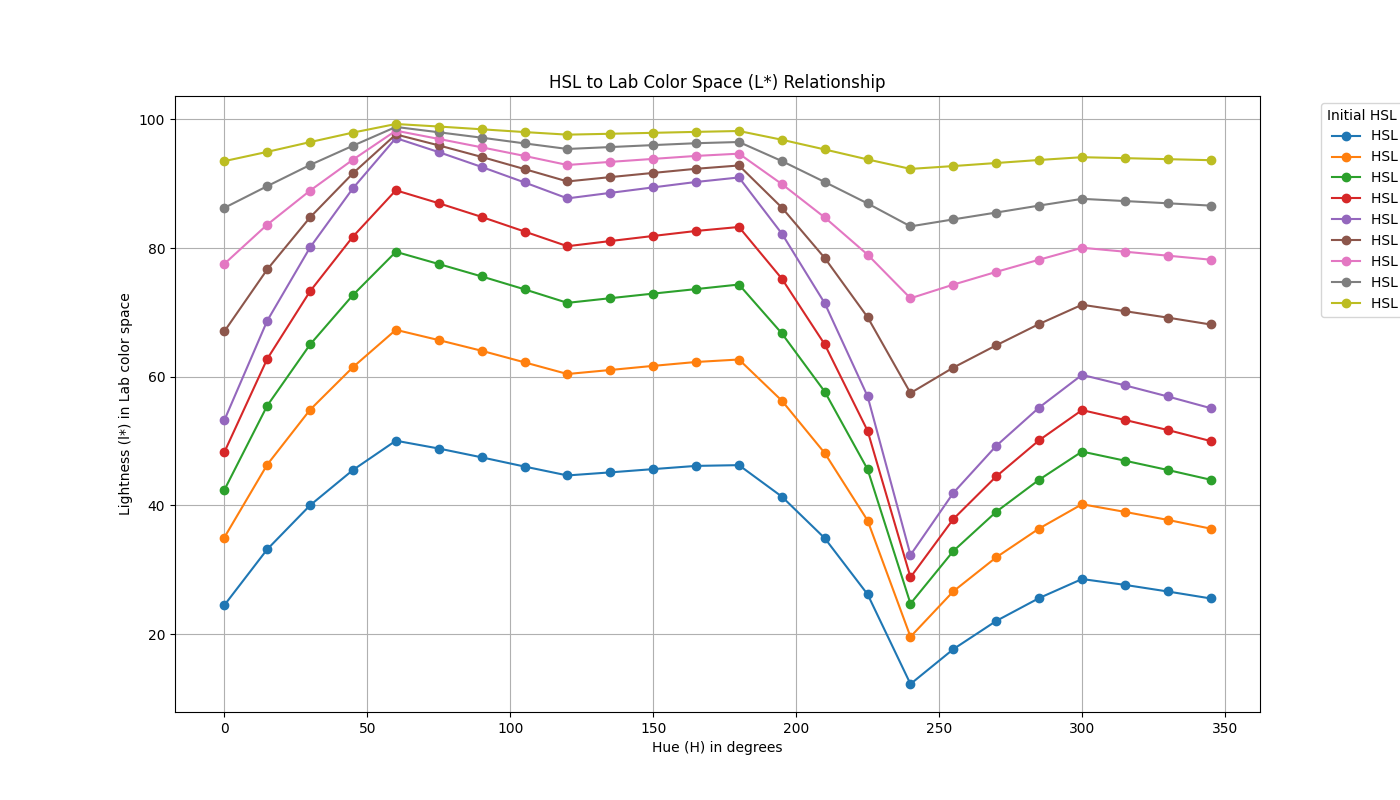 HSL to Lab Color Space (L*) Relationship
Lightness (l*) in Lab color space
100
80
60
40
20
0
50
100
150
200
250
300
350
Hue (H) in degrees
Initial HSL
HSL
HSL
HSL
HSL
HSL
HSL
HSL
HSL
HSL